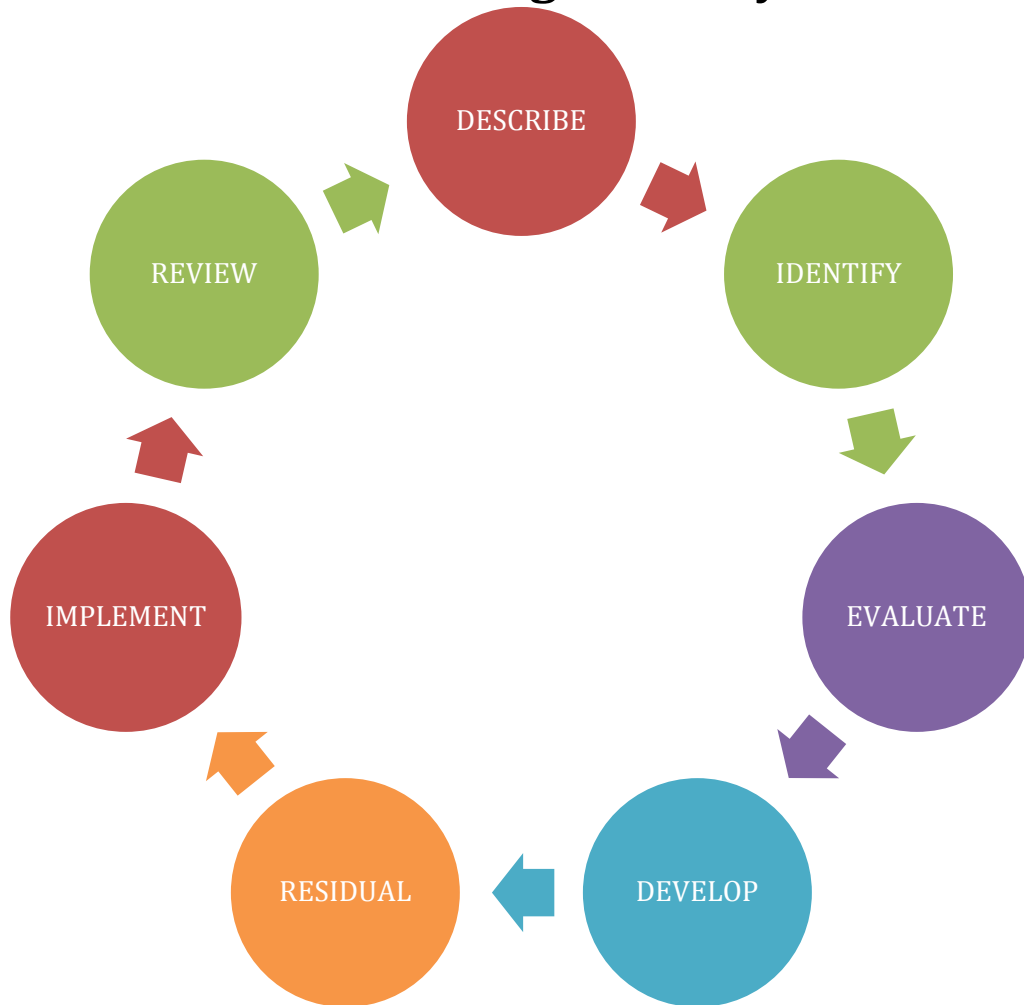 DESCRIBE
IDENTIFY
EVALUATE
DEVELOP
RESIDUAL
IMPLEMENT
REVIEW